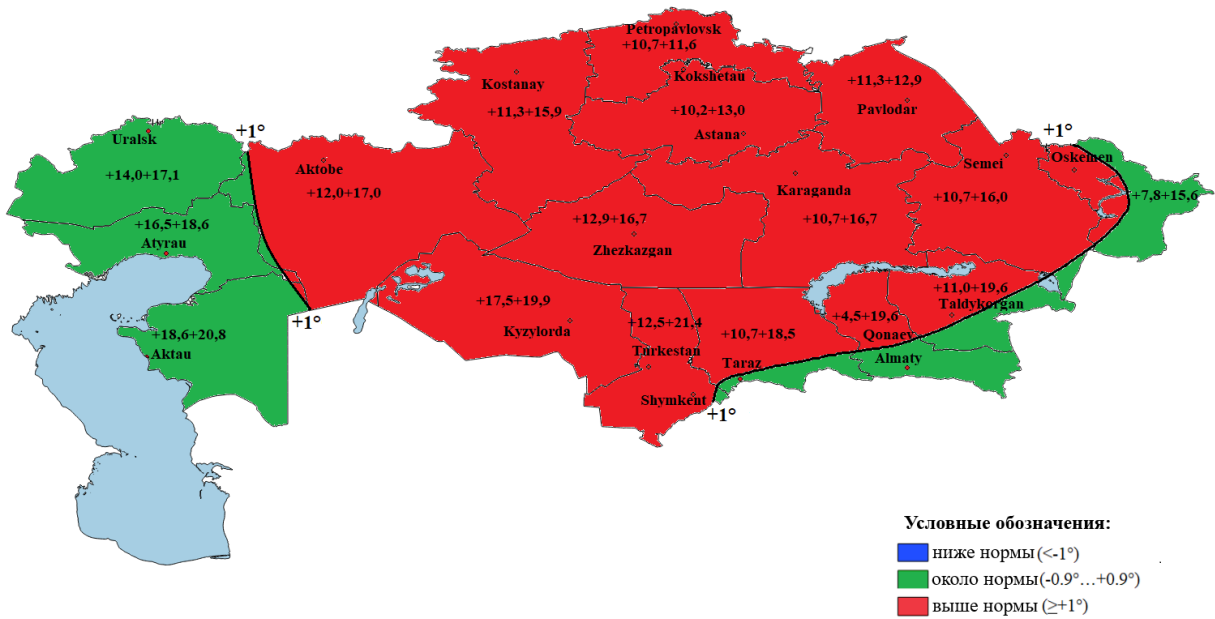 Petropavlovsk
+10,7+11,6
Kostanay
Kokshetau
+11,3+12,9
Pavlodar
+11,3+15,9
+10,2+13,0
Astana
Uralsk
+1°
+1°
Aktobe
Semei
Oskemen
+14,0+17,1
+12,0+17,0
Karaganda
+10,7+16,0
+7,8+15,6
+16,5+18,6
Atyrau
+12,9+16,7
+10,7+16,7
Zhezkazgan
+17,5+19,9
+11,0+19,6
Taldykorgan
+1°
Kyzylorda
+12,5+21,4
+10,7+18,5
+4,5+19,6
Qonaev
+18,6+20,8
Aktau
Turkestan
Taraz
Almaty
Shymkent
+1°
Условные обозначения:
ниже нормы (<-1°)
около нормы(-0.9°…+0.9°)
выше нормы (≥+1°)